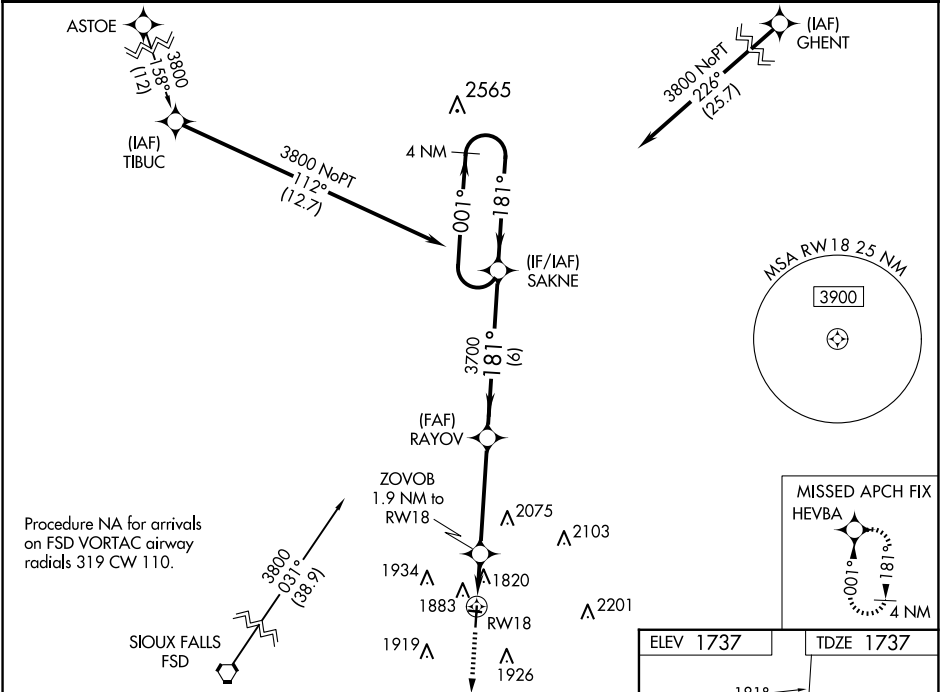 ASTOE
3800
158°
(12)
(IAF)
TIBUC
3800 NoPT
112°
(12.7)
2565
4 NM
001°
181°
(IF/IAF)
SAKNE
(IAF)
GHENT
3800 NoPT
226°
(25.7)
MSA RW18 25 NM
3900
3700
181°
(6)
(FAF)
RAYOV
ZOVOB
1.9 NM to
RW18
2075
2103
1934
1820
1883
RW18
2201
1919
1926
Procedure NA for arrivals
on FSD VORTAC airway
radials 319 CW 110.
3800
031°
(38.9)
SIOUX FALLS
FSD
MISSED APCH FIX
HEVBA
001°
181°
4 NM
ELEV 1737
TDZE 1737